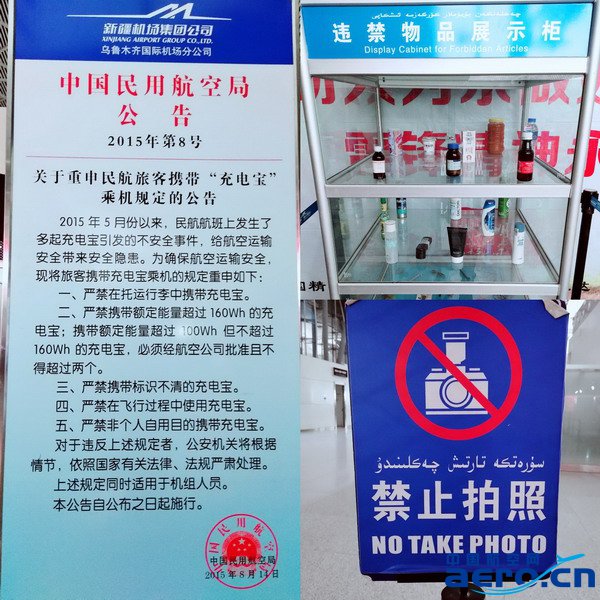 新疆机场集团公司
XINJIANG AIRPORT GROUP CO.,LTD.
乌鲁木齐国际机场分公司
中国民用航空局
公告
2015年第8号
关于重申民航旅客携带“充电宝”
乘机规定的公告
2015年5月份以来，民航航班上发生了
多起充电宝引发的不安全事件，给航空运输
安全带来安全隐患。为确保航空运输安全，
现将旅客携带充电宝乘机的规定重申如下：
一、严禁在托运行李中携带充电宝。
二、严禁携带额定能量超过160Wh的充
电宝；携带额定能量超过100Wh但不超过
160Wh的充电宝，必须经航空公司批准且不
得超过两个。
三、严禁携带标识不清的充电宝。
四、严禁在飞行过程中使用充电宝。
五、严禁非个人自用目的携带充电宝。
对于违反上述规定者，公安机关将根据
情节，依照国家有关法律、法规严肃处理。
上述规定同时适用于机组人员。
本公告自公布之日起施行。
中国民用航空局
2015年8月14日
中国民用航空局
违禁物品展示柜
Display Cabinet for Forbidden Articles
سۈرەتكە تارتىش چەكلىنىدۇ
禁止拍照
NO TAKE PHOTO
中国航空网
aero.cn